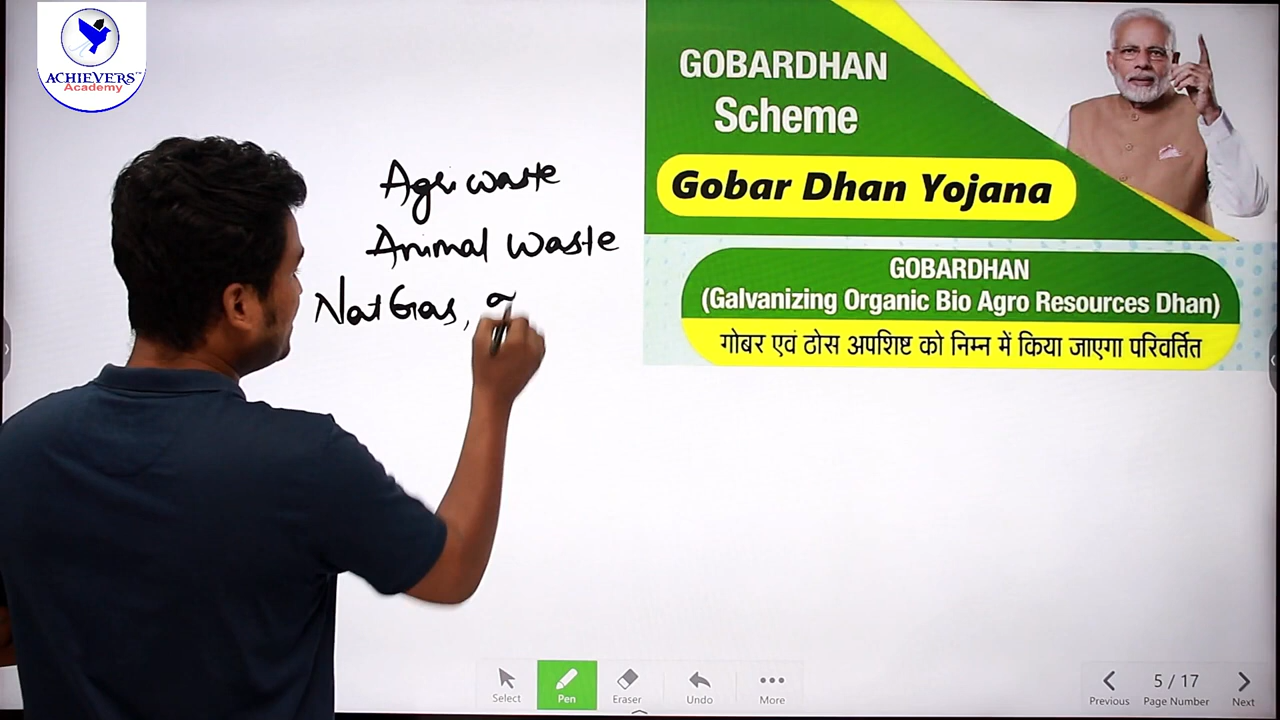 ACHIEVERS
Academy
Agri waste
Animal waste
Nat Gas,
GOBARDHAN
Scheme
Gobar Dhan Yojana
GOBARDHAN
(Galvanizing Organic Bio Agro Resources Dhan)
गोबर एवं ठोस अपशिष्ट को निम्न में किया जाएगा परिवर्तित
Select
Pen
Eraser
Undo
More
Previous
5 / 17
Page Number
Next